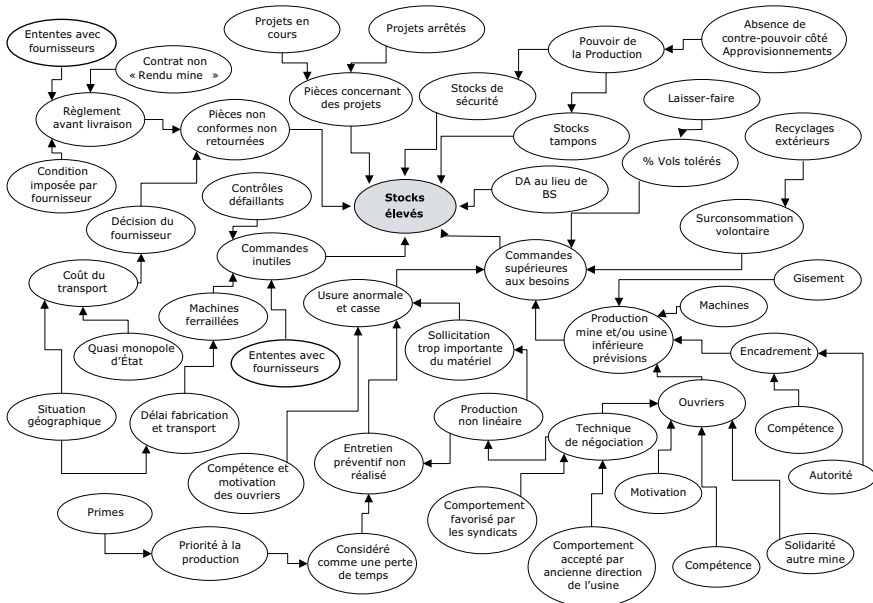 Ententes avec
fournisseurs
Contrat non
« Rendu mine   »
Règlement
avant livraison
Condition
imposée par
fournisseur
Pièces non
conformes non
retournées
Décision du
fournisseur
Coût du
transport
Quasi monopole
d'État
Situation
géographique
Délai fabrication
et transport
Machines
ferraillées
Projets en
cours
Projets arrêtés
Pièces concernant
des projets
Stocks de
sécurité
Pouvoir de
la Production
Absence de
contre-pouvoir côté
Approvisionnements
Stocks
tampons
Laisser-faire
% Vols tolérés
Recyclages
extérieurs
Surconsommation
volontaire
Contrôles
défaillants
Commandes
inutiles
Ententes avec
fournisseurs
Stocks
élevés
DA au lieu de
BS
Commandes
supérieures
aux besoins
Usure anormale et
casse
Sollicitation
trop importante
du matériel
Production
mine et/ou usine
inférieure
prévisions
Gisement
Machines
Encadrement
Compétence
Autorité
Ouvriers
Technique
de négociation
Production
non linéaire
Entretien
préventif non
réalisé
Compétence et
motivation
des ouvriers
Primes
Priorité à la
production
Considéré
comme une perte
de temps
Comportement
favorisé par
les syndicats
Comportement
accepté par
ancienne direction
de l'usine
Motivation
Compétence
Solidarité
autre mine